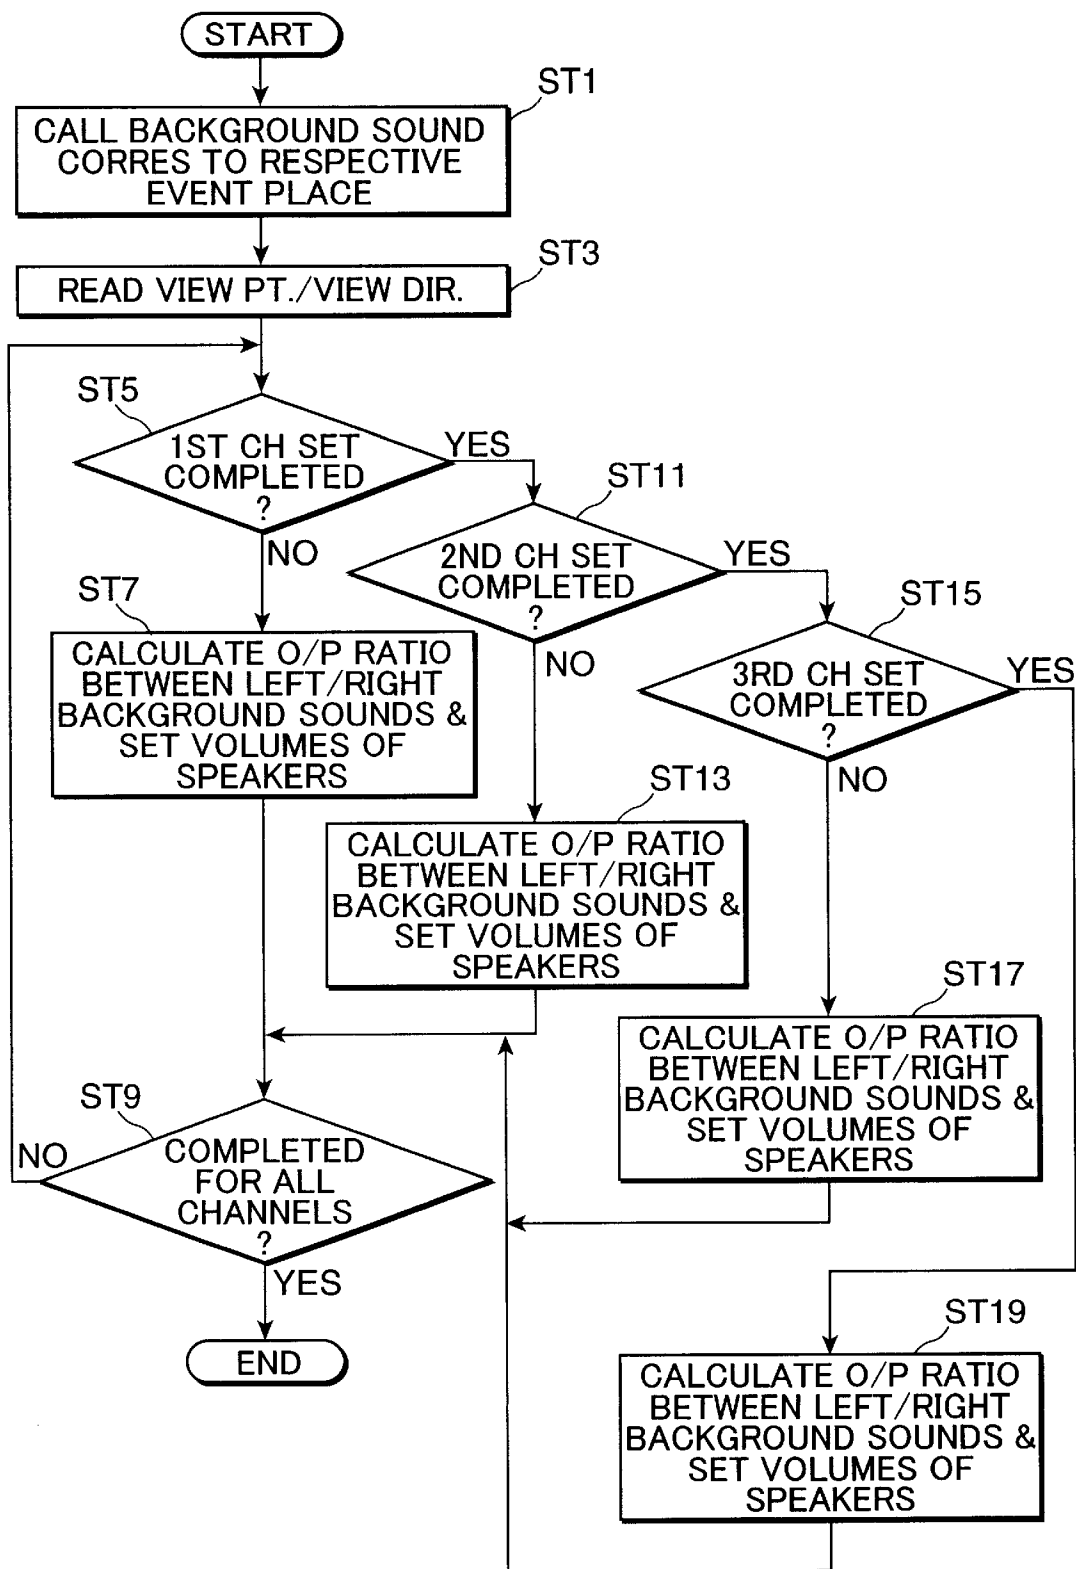 START
ST1
CALL BACKGROUND SOUND
CORRES TO RESPECTIVE
EVENT PLACE
ST3
READ VIEW PT./VIEW DIR.
ST5
1ST CH SET
COMPLETED
?
YES
NO
ST11
2ND CH SET
COMPLETED
?
YES
NO
ST15
3RD CH SET
COMPLETED
?
YES
NO
ST7
CALCULATE O/P RATIO
BETWEEN LEFT/RIGHT
BACKGROUND SOUNDS &
SET VOLUMES OF
SPEAKERS
ST13
CALCULATE O/P RATIO
BETWEEN LEFT/RIGHT
BACKGROUND SOUNDS &
SET VOLUMES OF
SPEAKERS
ST17
CALCULATE O/P RATIO
BETWEEN LEFT/RIGHT
BACKGROUND SOUNDS &
SET VOLUMES OF
SPEAKERS
ST9
COMPLETED
FOR ALL
CHANNELS
?
NO
YES
END
ST19
CALCULATE O/P RATIO
BETWEEN LEFT/RIGHT
BACKGROUND SOUNDS &
SET VOLUMES OF
SPEAKERS